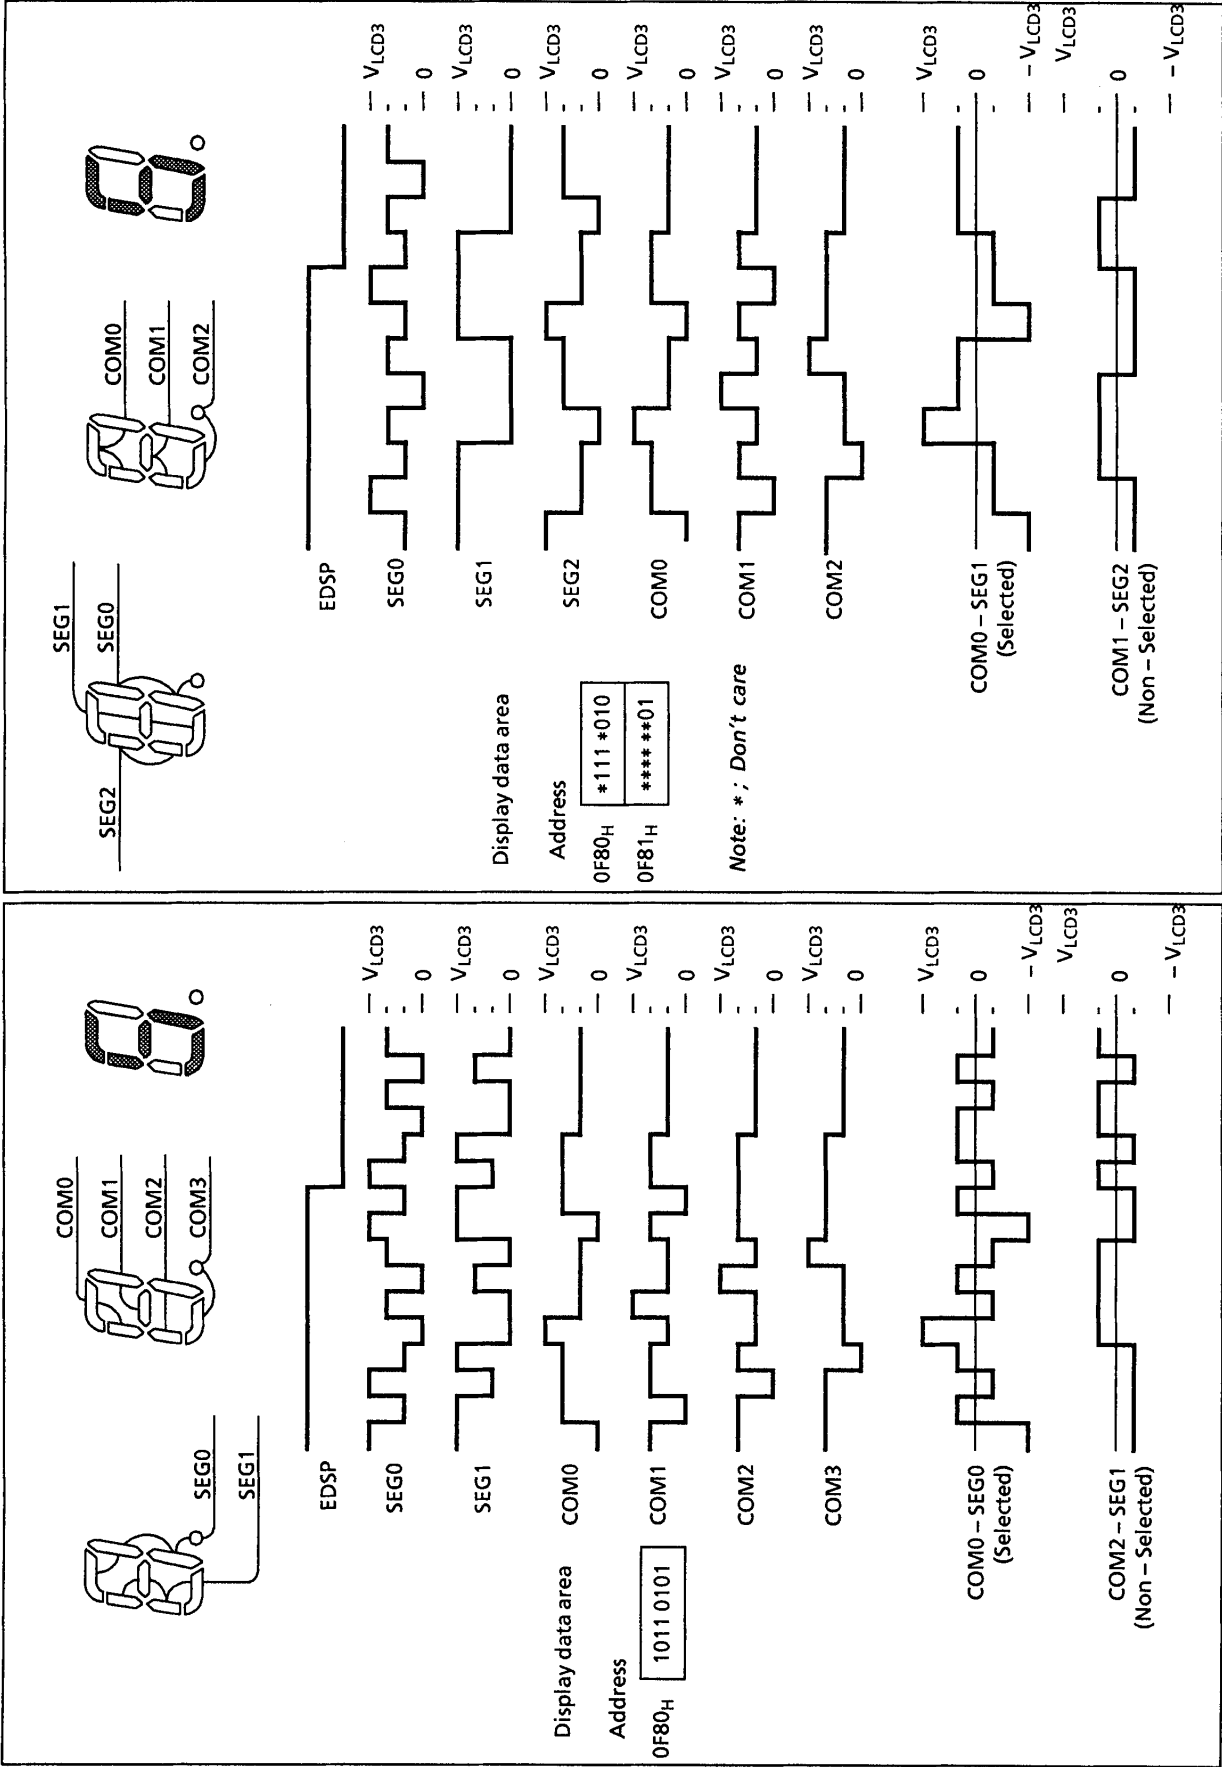 SEG0
SEG1
COM0
COM1
COM2
COM3
EDSP
SEG0
VLCD3
0
SEG1
VLCD3
0
Display data area
Address
0F80H
1011 0101
COM0
VLCD3
0
COM1
VLCD3
0
COM2
VLCD3
0
COM3
VLCD3
0
COM0 – SEG0
(Selected)
VLCD3
0
– VLCD3
COM2 – SEG1
(Non – Selected)
VLCD3
0
– VLCD3
SEG2
SEG1
SEG0
COM0
COM1
COM2
EDSP
SEG0
VLCD3
0
SEG1
VLCD3
0
Display data area
Address
0F80H
*111 *010
0F81H
**** **01
Note: * ; Don't care
SEG2
VLCD3
0
COM0
VLCD3
0
COM1
VLCD3
0
COM2
VLCD3
0
COM0 – SEG1
(Selected)
VLCD3
0
– VLCD3
COM1 – SEG2
(Non – Selected)
VLCD3
0
– VLCD3